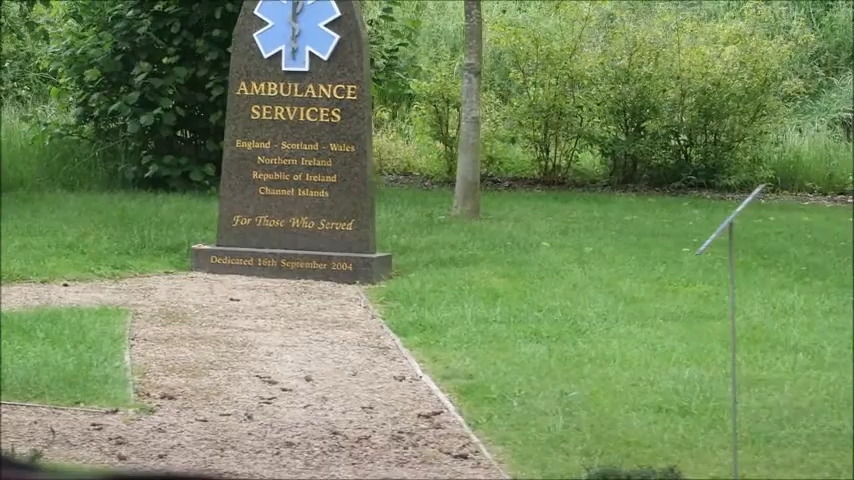 AMBULANCE
SERVICES
England - Scotland - Wales
Northern Ireland
Republic of Ireland
Channel Islands
For Those Who Served
Dedicated 16th September 2004